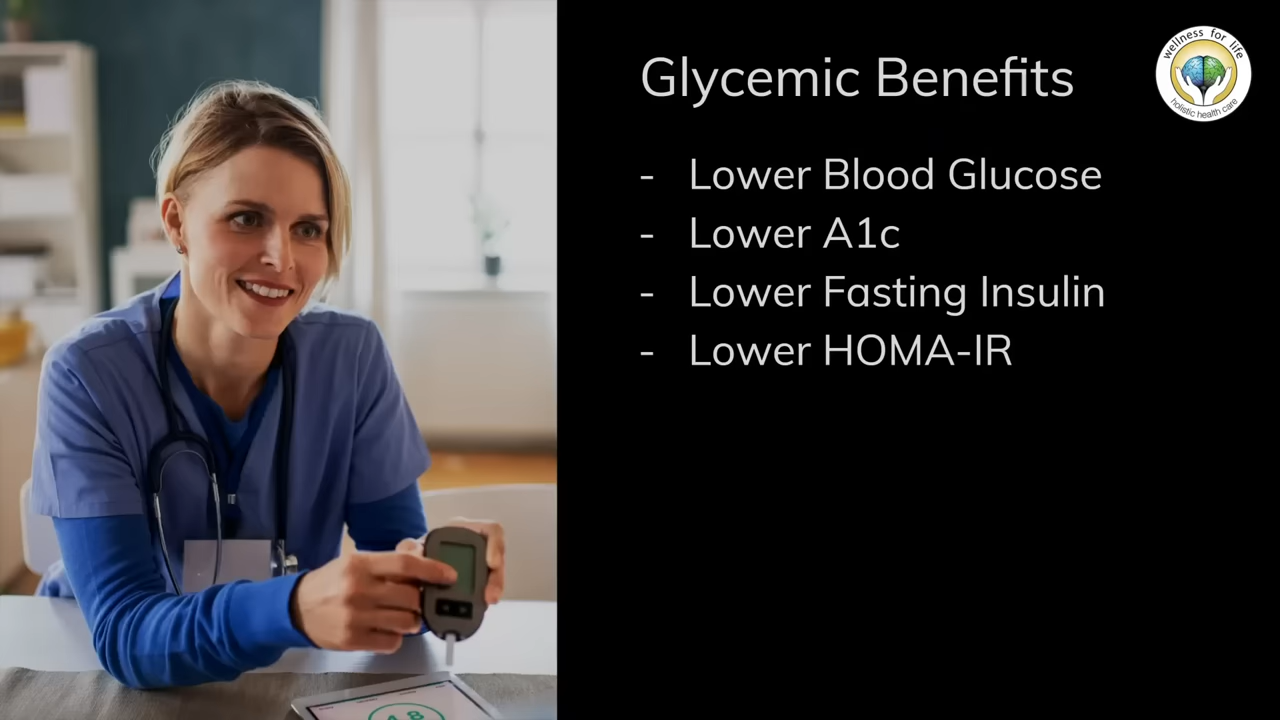 Glycemic Benefits
wellness for life
holistic health care
- Lower Blood Glucose
- Lower A1c
- Lower Fasting Insulin
- Lower HOMA-IR